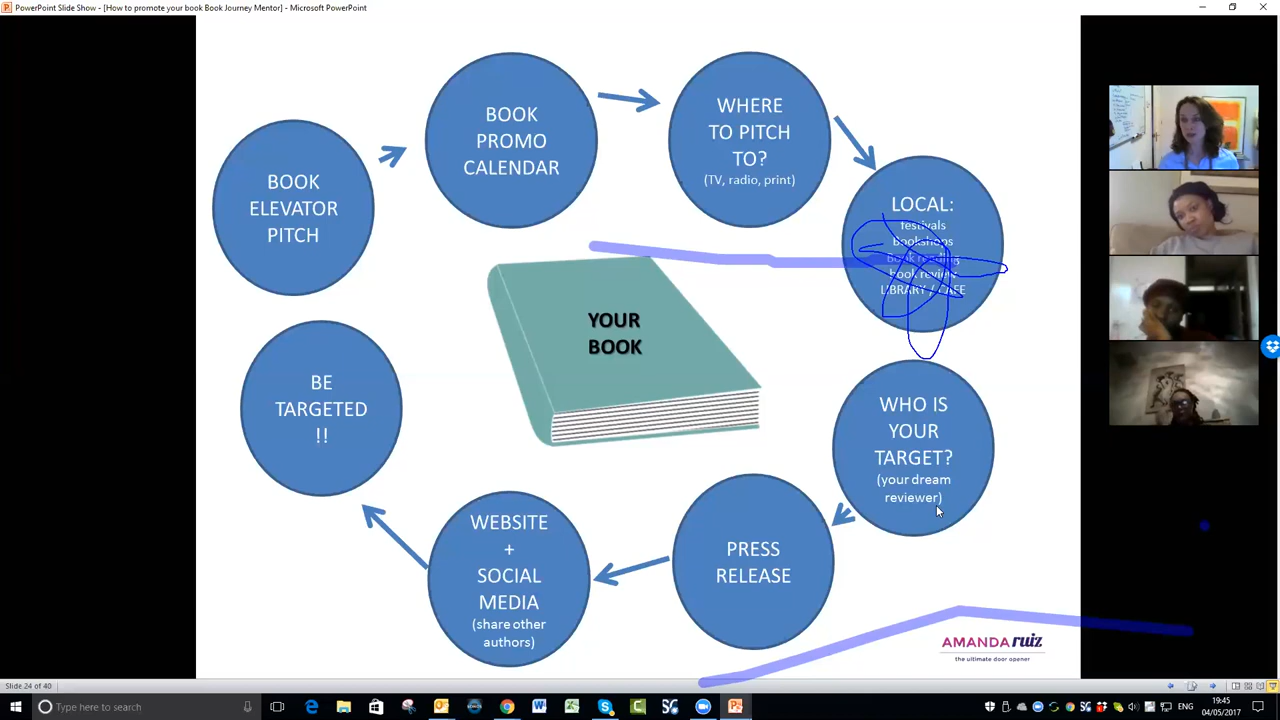 PowerPoint Slide Show - [How to promote your book Book Journey Mentor] - Microsoft PowerPoint
BOOK
ELEVATOR
PITCH
BOOK
PROMO
CALENDAR
WHERE
TO PITCH
TO?
(TV, radio, print)
LOCAL:
festivals
bookshops
book reading
book review
LIBRARY / CAFE
YOUR
BOOK
WHO IS
YOUR
TARGET?
(your dream
reviewer)
PRESS
RELEASE
WEBSITE
+
SOCIAL
MEDIA
(share other
authors)
BE
TARGETED
!!
AMANDA ruiz
the ultimate door opener
Slide 24 of 40
Type here to search
ENG
19:45
04/05/2017